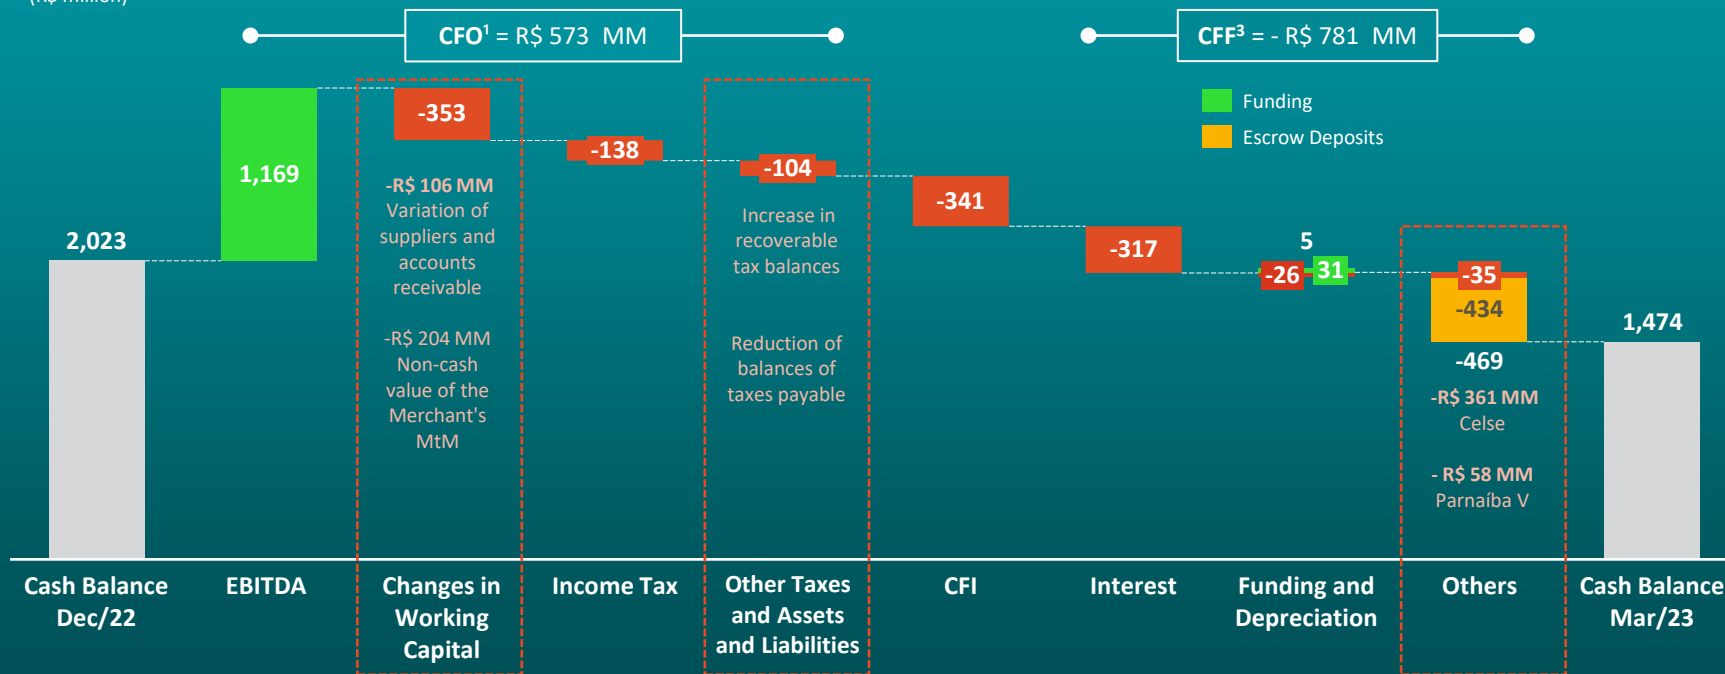 (R$ million)
CFO¹ = R$ 573 MM
CFF³ = - R$ 781 MM
Funding
Escrow Deposits
2,023
1,169
-353
-R$ 106 MM
Variation of
suppliers and
accounts
receivable
-R$ 204 MM
Non-cash
value of the
Merchant's
MtM
-138
-104
Increase in
recoverable
tax balances
Reduction of
balances of
taxes payable
-341
-317
5
-26 31
-35
-434
-469
-R$ 361 MM
Celse
- R$ 58 MM
Parnaíba V
1,474
Cash Balance
Dec/22
EBITDA
Changes in
Working
Capital
Income Tax
Other Taxes
and Assets
and Liabilities
CFI
Interest
Funding and
Depreciation
Others
Cash Balance
Mar/23